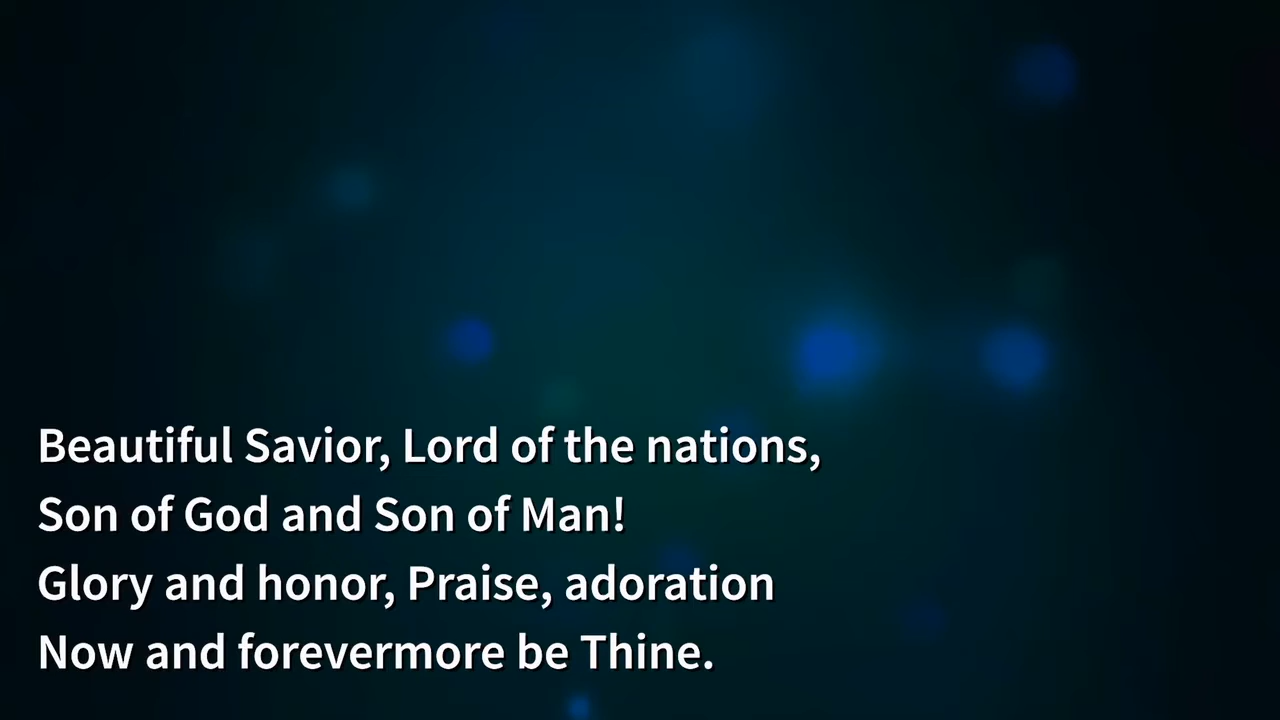 Beautiful Savior, Lord of the nations,
Son of God and Son of Man!
Glory and honor, Praise, adoration
Now and forevermore be Thine.